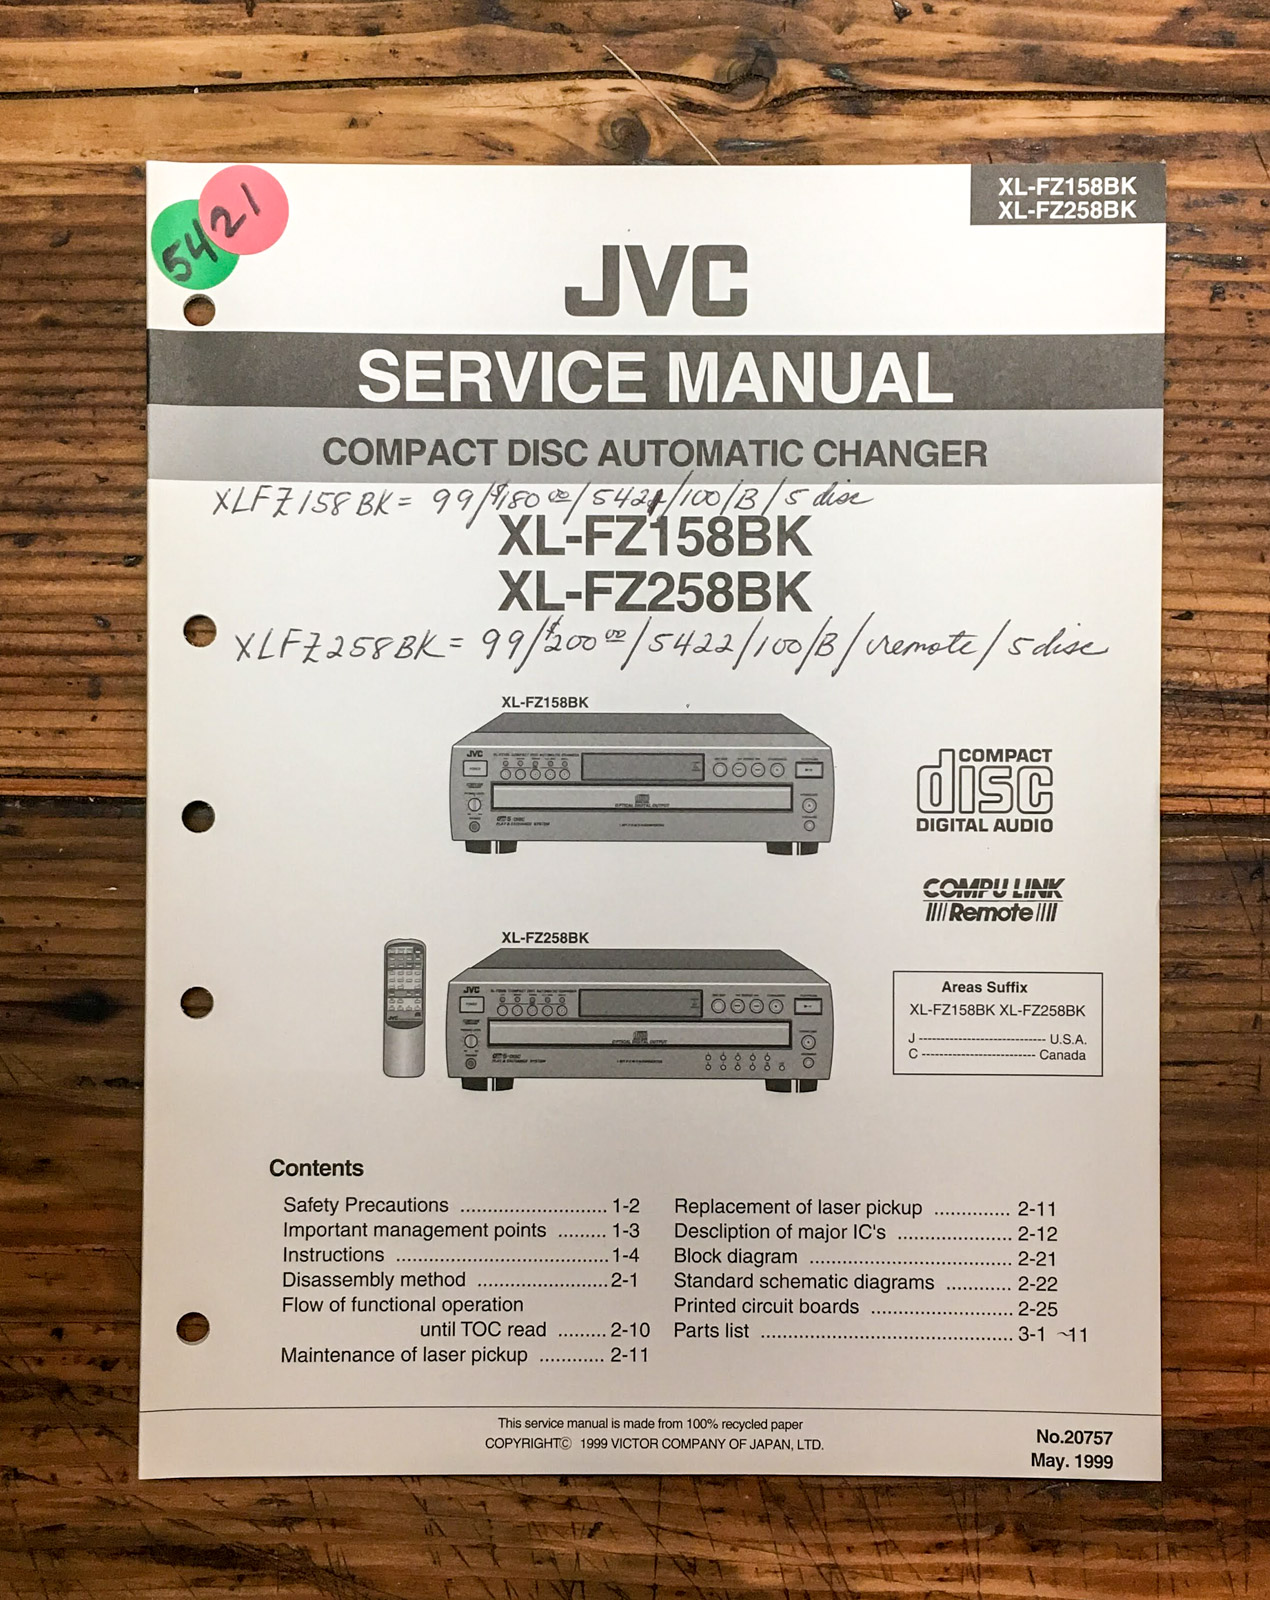 5421
XL-FZ158BK
XL-FZ258BK
JVC
SERVICE MANUAL
COMPACT DISC AUTOMATIC CHANGER
XLFZ158BK = 99/$180 00/5421/100/B/5 disc
XL-FZ158BK
XL-FZ258BK
XLFZ258BK = 99/$200 00/5422/100/B/remote/5 disc
XL-FZ158BK
JVC
COMPACT
disc
DIGITAL AUDIO
COMPU LINK
Remote
XL-FZ258BK
JVC
Areas Suffix
XL-FZ158BK XL-FZ258BK
J ------------------------------ U.S.A.
C --------------------------- Canada
Contents
Safety Precautions ........................... 1-2
Important management points ......... 1-3
Instructions .....................................1-4
Disassembly method ....................2-1
Flow of functional operation
until TOC read .........2-10
Maintenance of laser pickup ............ 2-11
Replacement of laser pickup .............. 2-11
Descliption of major IC's ..................... 2-12
Block diagram ..................................... 2-21
Standard schematic diagrams ............ 2-22
Printed circuit boards ......................... 2-25
Parts list ............................................. 3-1 ~11
This service manual is made from 100% recycled paper
COPYRIGHT© 1999 VICTOR COMPANY OF JAPAN, LTD.
No.20757
May. 1999